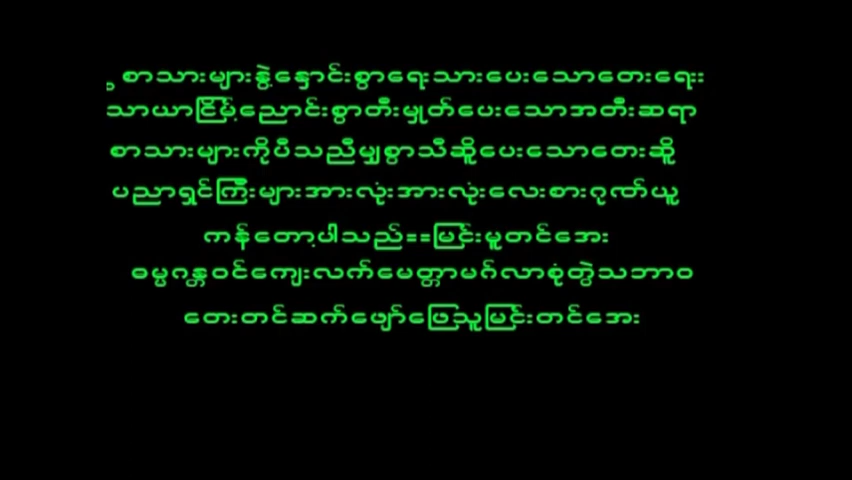 စာသားများနွဲ့နှောင်းစွာရေးသားပေးသောတေးရေး
သာယာငြိမ့်ညောင်းစွာတီးမှုတ်ပေးသောအတီးဆရာ
စာသားများကိုပီသညီမျှစွာသီဆိုပေးသောတေးဆို
ပညာရှင်ကြီးများအားလုံးအားလုံးလေးစားဂုဏ်ယူ
ကန်တော့ပါသည်==မြင်းမူတင်အေး
ဓမ္မဂန္တဝင်ကျေးလက်မေတ္တာမဂ်လာစုံတွဲသဘာဝ
တေးတင်ဆက်ဖျော်ဖြေသူမြင်းတင်အေး